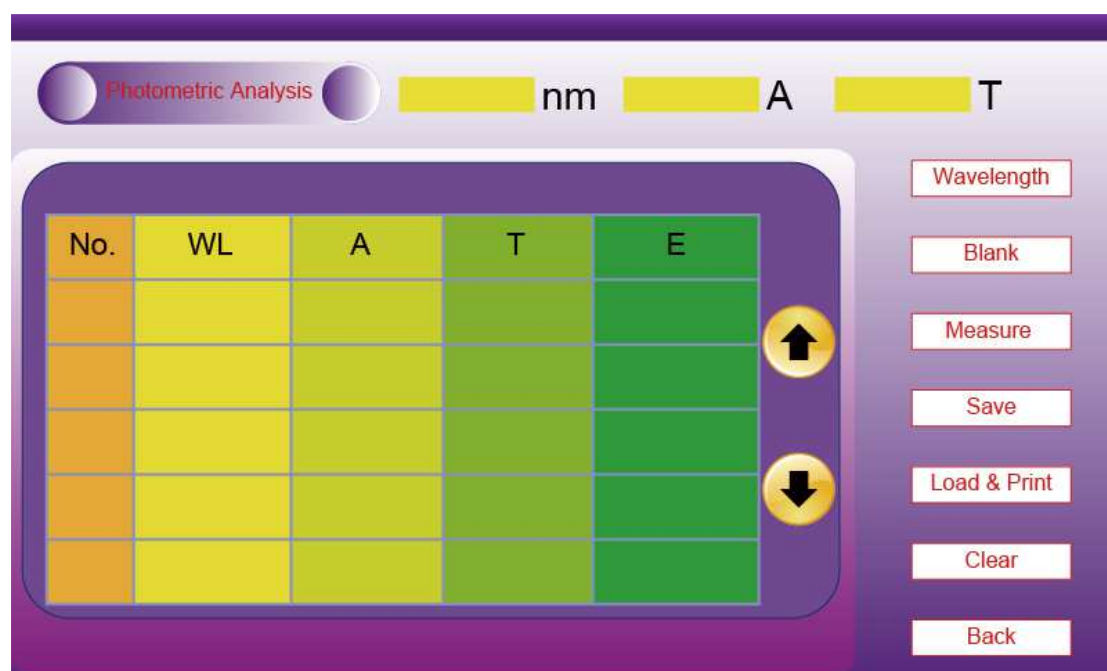 Photometric Analysis nm A T
Wavelength
No. WL A T E
Blank
Measure
Save
Load & Print
Clear
Back